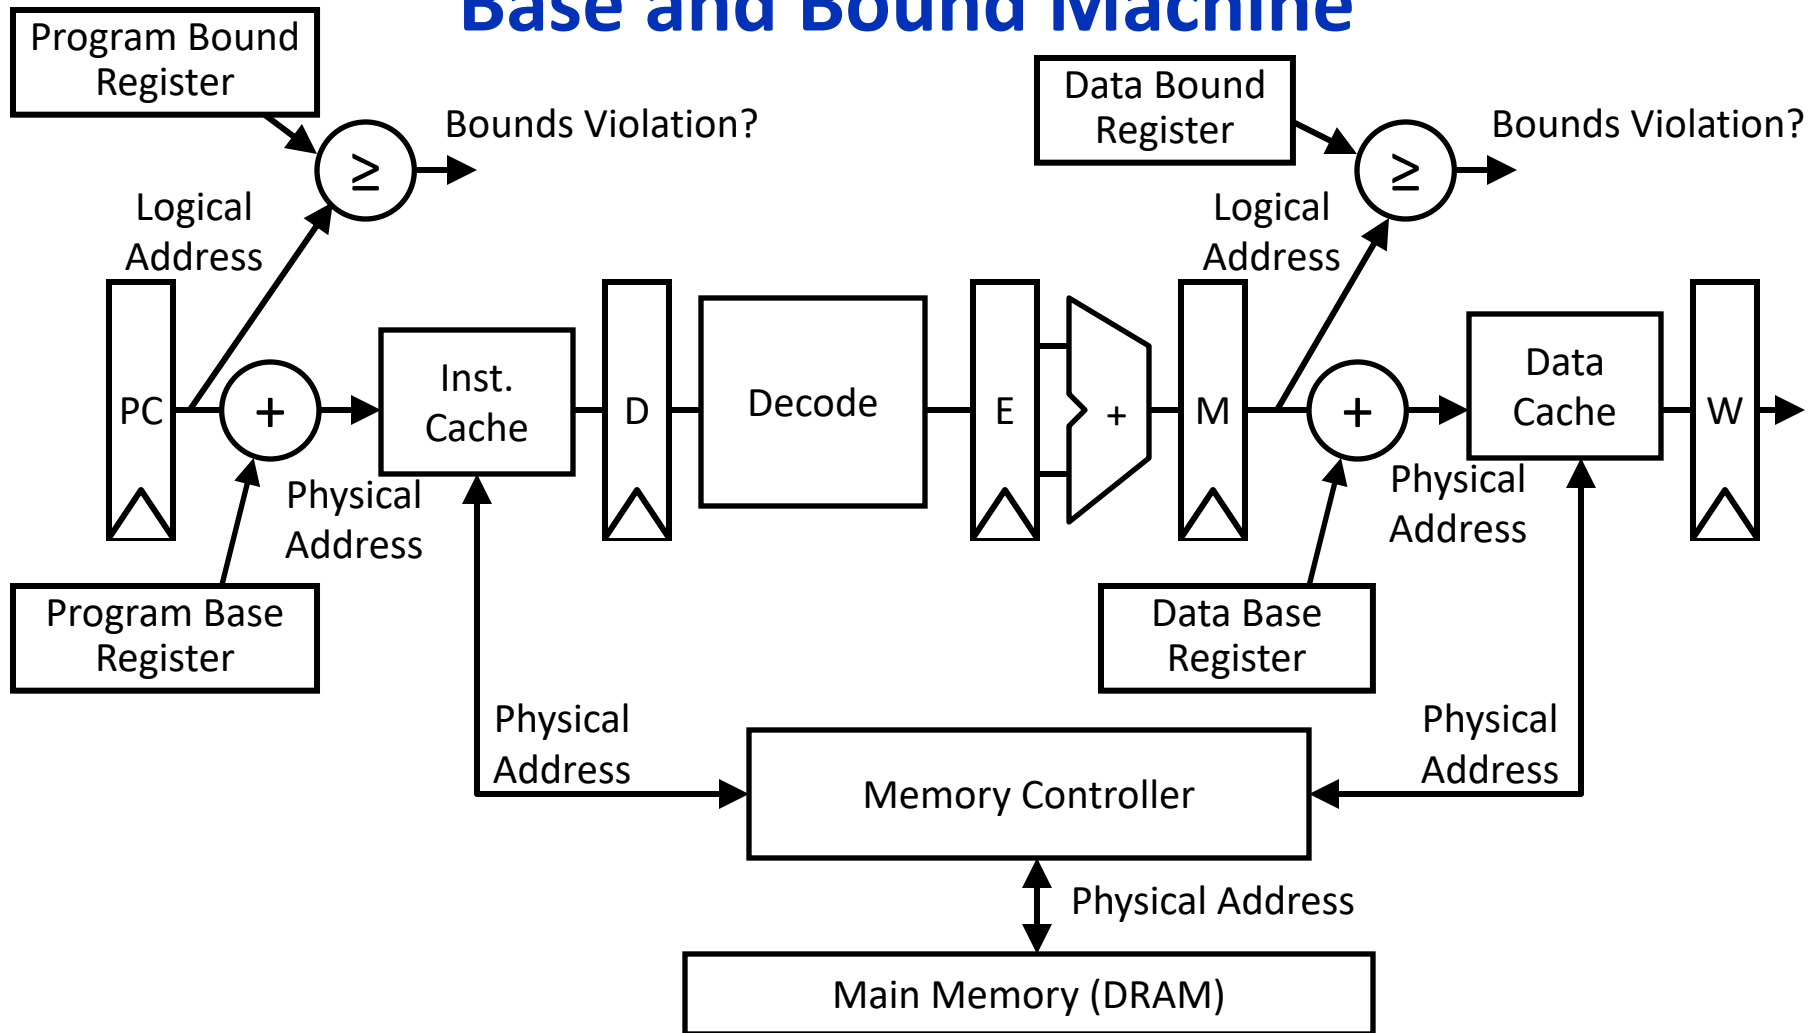 Base and Bound Machine
Program Bound
Register
Bounds Violation?
≥
Logical
Address
Data Bound
Register
Bounds Violation?
≥
Logical
Address
PC
+
Inst.
Cache
D
Decode
E
+
M
+
Data
Cache
W
Physical
Address
Physical
Address
Program Base
Register
Data Base
Register
Physical
Address
Memory Controller
Physical
Address
Physical Address
Main Memory (DRAM)